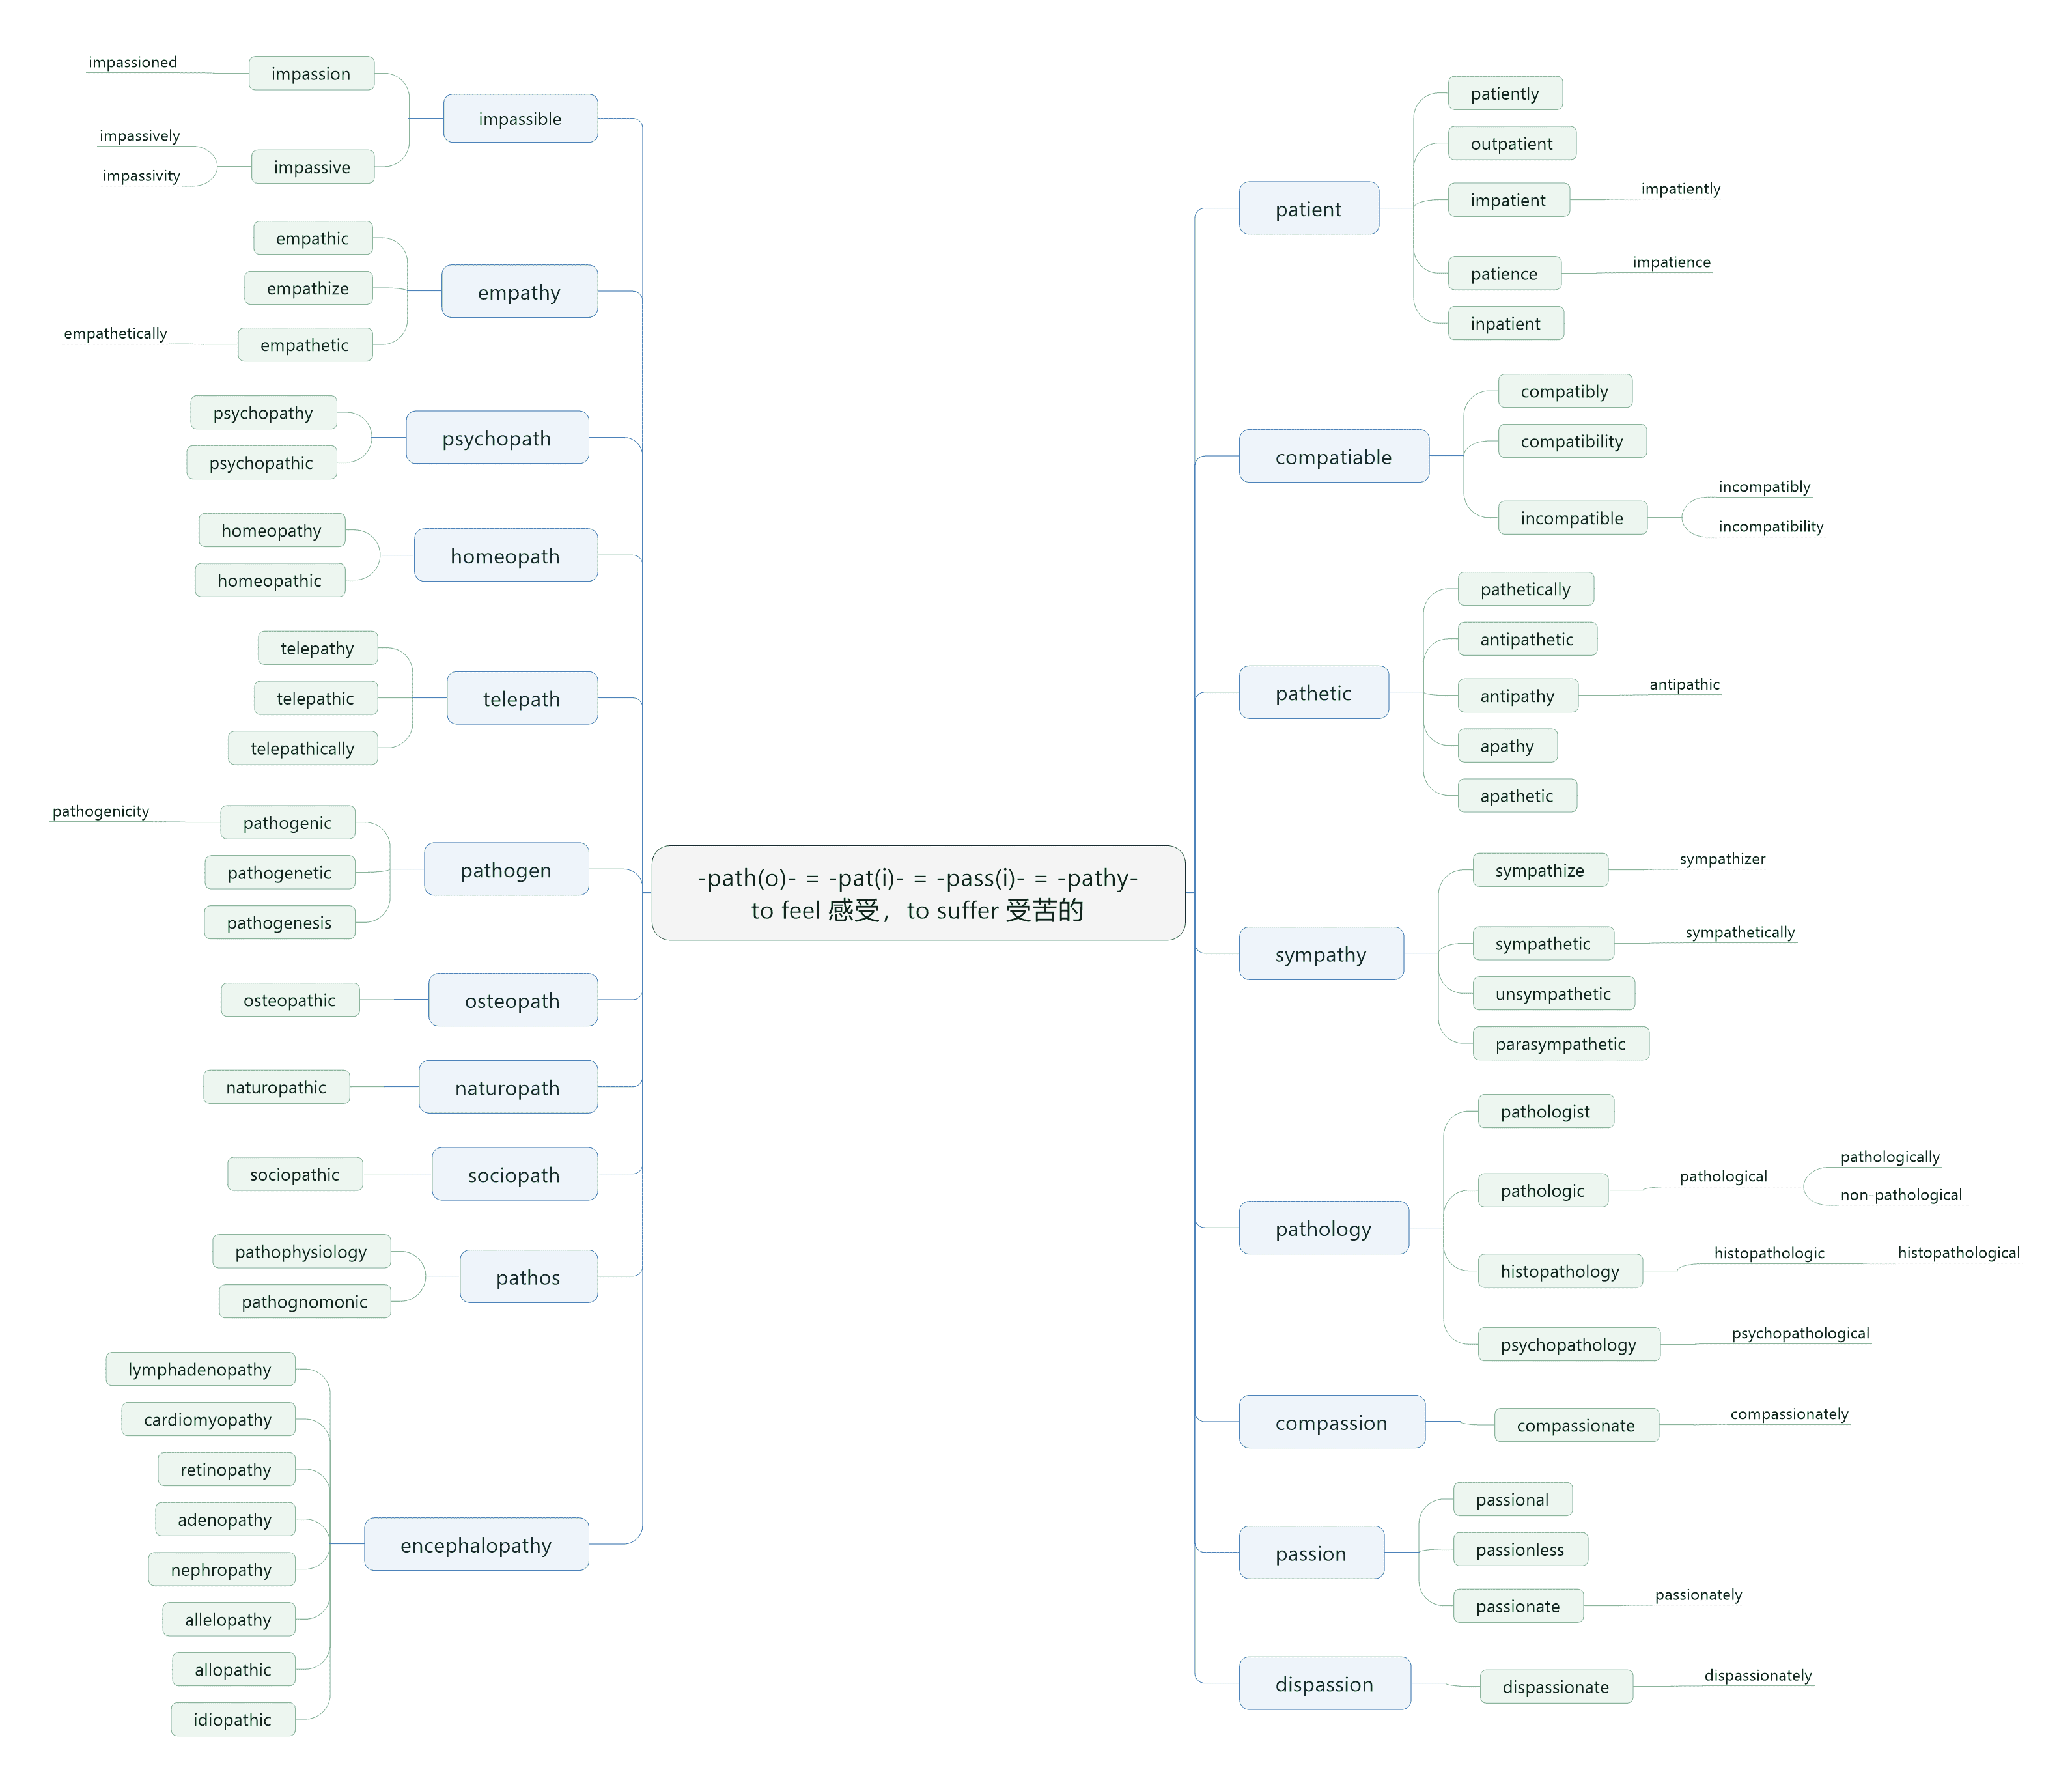 -path(o)- = -pat(i)- = -pass(i)- = -pathy-
to feel 感受，to suffer 受苦的
impassible
impassion
impassioned
impassive
impassively
impassivity
empathy
empathic
empathize
empathetic
empathetically
psychopath
psychopathy
psychopathic
homeopath
homeopathy
homeopathic
telepath
telepathy
telepathic
telepathically
pathogen
pathogenic
pathogenicity
pathogenetic
pathogenesis
osteopath
osteopathic
naturopath
naturopathic
sociopath
sociopathic
pathos
pathophysiology
pathognomonic
encephalopathy
lymphadenopathy
cardiomyopathy
retinopathy
adenopathy
nephropathy
allelopathy
allopathic
idiopathic
patient
patiently
outpatient
impatient
impatiently
patience
impatience
inpatient
compatiable
compatibly
compatibility
incompatible
incompatibly
incompatibility
pathetic
pathetically
antipathetic
antipathy
antipathic
apathy
apathetic
sympathy
sympathize
sympathizer
sympathetic
sympathetically
unsympathetic
parasympathetic
pathology
pathologist
pathologic
pathological
pathologically
non-pathological
histopathology
histopathologic
histopathological
psychopathology
psychopathological
compassion
compassionate
compassionately
passion
passional
passionless
passionate
passionately
dispassion
dispassionate
dispassionately